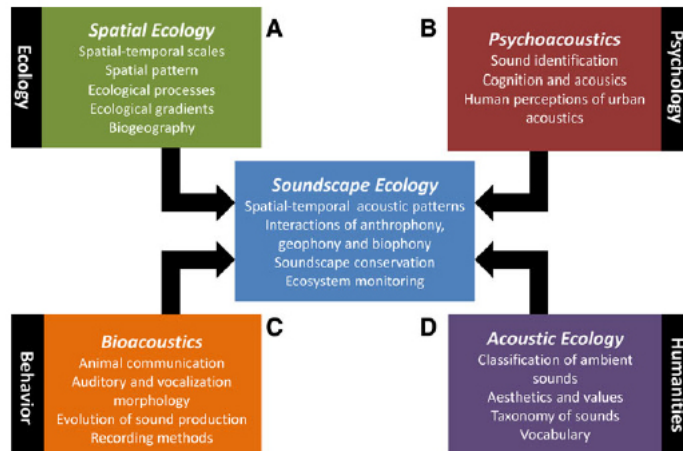 Ecology
Spatial Ecology
Spatial-temporal scales
Spatial pattern
Ecological processes
Ecological gradients
Biogeography
A
B
Psychoacoustics
Sound identification
Cognition and acousics
Human perceptions of urban
acoustics
Psychology
Soundscape Ecology
Spatial-temporal acoustic patterns
Interactions of anthrophony,
geophony and biophony
Soundscape conservation
Ecosystem monitoring
Behavior
Bioacoustics
Animal communication
Auditory and vocalization
morphology
Evolution of sound production
Recording methods
C
D
Acoustic Ecology
Classification of ambient
sounds
Aesthetics and values
Taxonomy of sounds
Vocabulary
Humanities